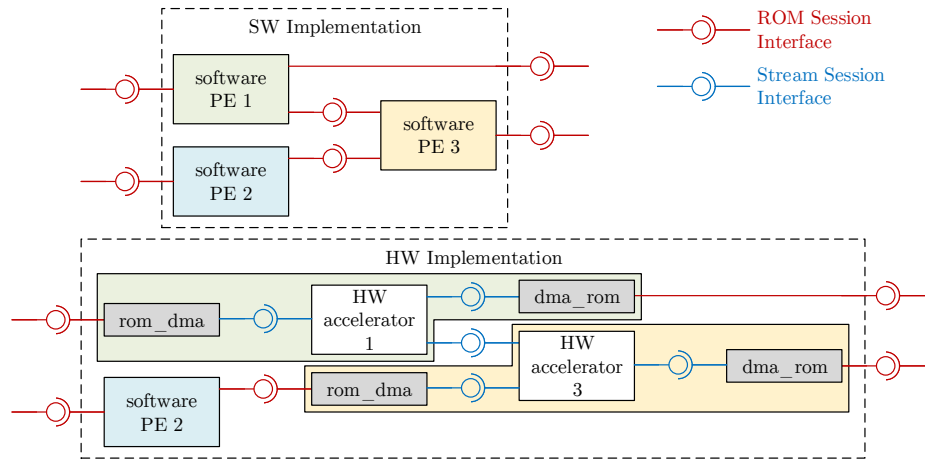 SW Implementation
ROM Session
Interface
Stream Session
Interface
software
PE 1
software
PE 3
software
PE 2
HW Implementation
rom_dma
HW
accelerator
1
dma_rom
software
PE 2
rom_dma
HW
accelerator
3
dma_rom